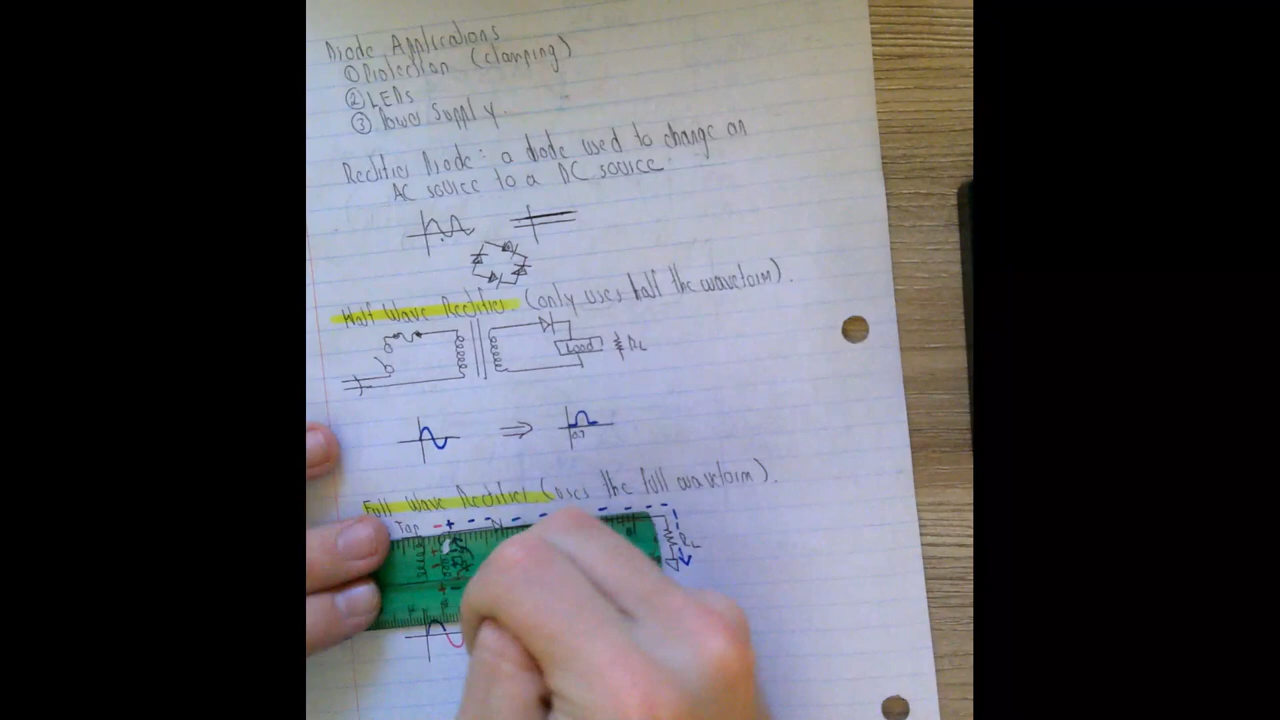 Diode Applications
① Protection (clamping)
② LEDs
③ Power Supply.
Rectifier Diode: a diode used to change an
AC source to a DC source.
Half Wave Rectifier. (only uses half the waveform).
Load RL
0.7
Full Wave Rectifier (uses the full waveform).
Tap - +
RL